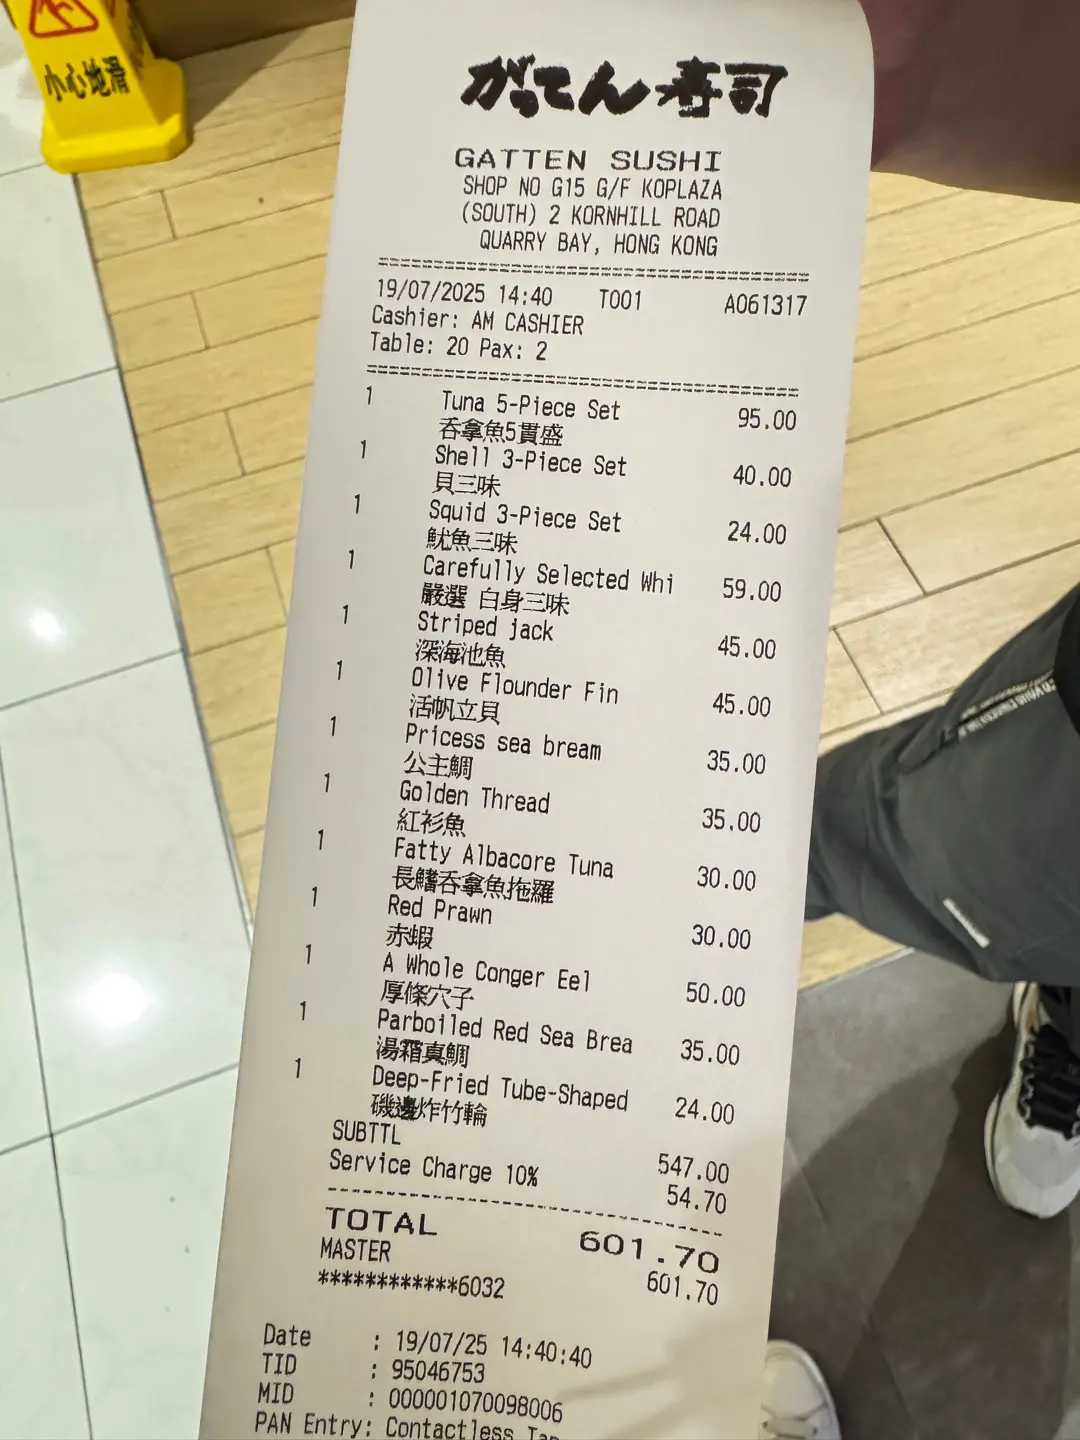 小心地滑
がってん寿司
GATTEN SUSHI
SHOP NO G15 G/F KOPLAZA
(SOUTH) 2 KORNHILL ROAD
QUARRY BAY, HONG KONG
19/07/2025 14:40 T001 A061317
Cashier: AM CASHIER
Table: 20 Pax: 2
1 Tuna 5-Piece Set 95.00
吞拿魚5貫盛
1 Shell 3-Piece Set 40.00
貝三味
1 Squid 3-Piece Set 24.00
魷魚三味
1 Carefully Selected Whi 59.00
嚴選 白身三味
1 Striped jack 45.00
深海池魚
1 Olive Flounder Fin 45.00
活帆立貝
1 Pricess sea bream 35.00
公主鯛
1 Golden Thread 35.00
紅衫魚
1 Fatty Albacore Tuna 30.00
長鰭吞拿魚拖羅
1 Red Prawn 30.00
赤蝦
1 A Whole Conger Eel 50.00
厚條穴子
1 Parboiled Red Sea Brea 35.00
湯霜真鯛
1 Deep-Fried Tube-Shaped 24.00
磯邊炸竹輪
SUBTTL 547.00
Service Charge 10% 54.70
TOTAL 601.70
MASTER 601.70
************6032
Date : 19/07/25 14:40:40
TID : 95046753
MID : 000001070098006
PAN Entry: Contactless Tap